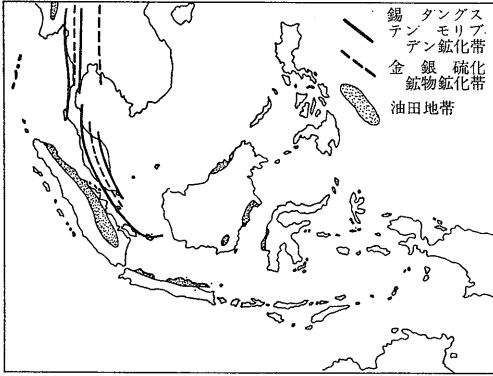 錫 タングス
テン モリブ
デン鉱化帯
金 銀 硫化
鉱物鉱化帯
油田地帯